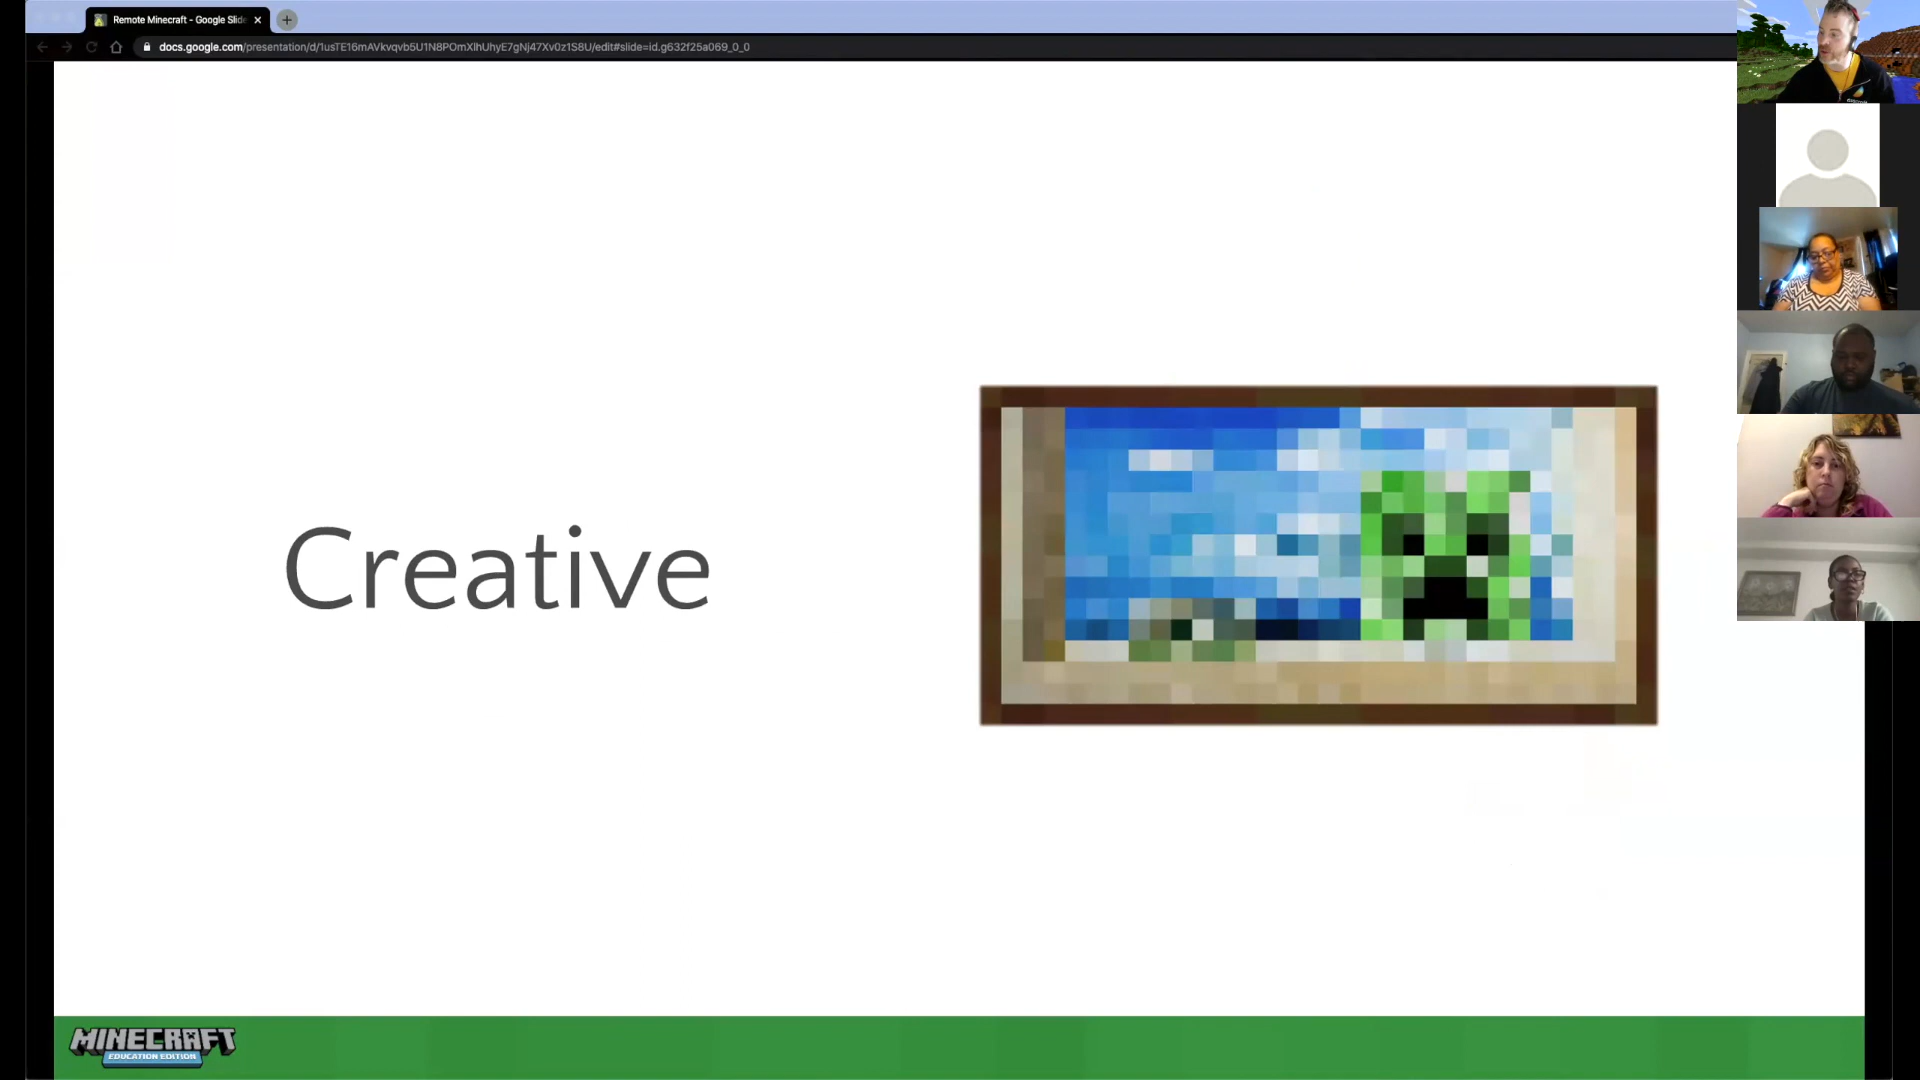 Remote Minecraft - Google Slide
docs.google.com/presentation/d/1usTE16mAVkvqvb5U1N8POmXlhUhyE7gNj47Xv0z1S8U/edit#slide=id.g632f25a069_0_0
Creative
MINECRAFT
EDUCATION EDITION